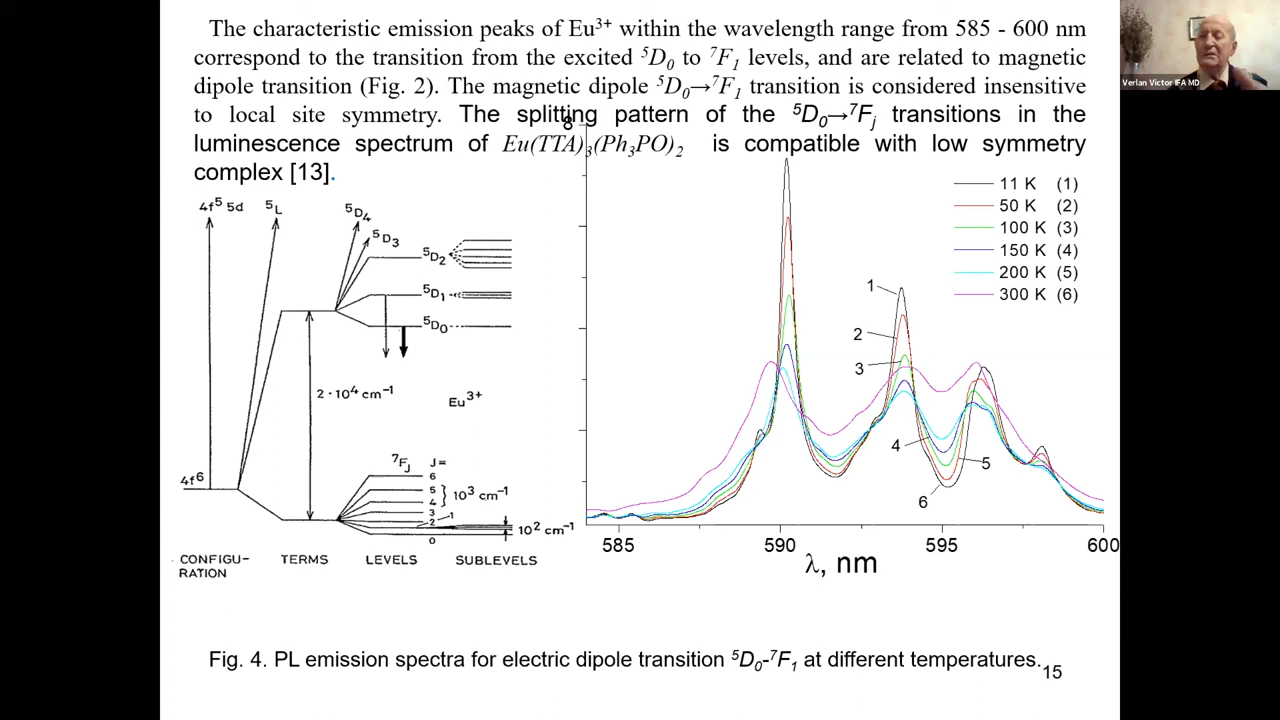 The characteristic emission peaks of Eu³⁺ within the wavelength range from 585 - 600 nm
correspond to the transition from the excited ⁵D₀ to ⁷F₁ levels, and are related to magnetic
dipole transition (Fig. 2). The magnetic dipole ⁵D₀→⁷F₁ transition is considered insensitive
to local site symmetry. The splitting pattern of the ⁵D₀→⁷Fⱼ transitions in the
luminescence spectrum of Eu(TTA)₃(Ph₃PO)₂ is compatible with low symmetry
complex [13].
8
4f⁵ 5d
⁵L
⁵D₄
⁵D₃
⁵D₂
⁵D₁
⁵D₀
2·10⁴ cm⁻¹
Eu³⁺
⁷Fⱼ J=
6
5
4
10³ cm⁻¹
3
2
1
0
10² cm⁻¹
4f⁶
CONFIGU-
RATION
TERMS
LEVELS
SUBLEVELS
11 K (1)
50 K (2)
100 K (3)
150 K (4)
200 K (5)
300 K (6)
1
2
3
4
5
6
585 590 595 600
λ, nm
Fig. 4. PL emission spectra for electric dipole transition ⁵D₀-⁷F₁ at different temperatures.
15
Verlan Victor IFA MD